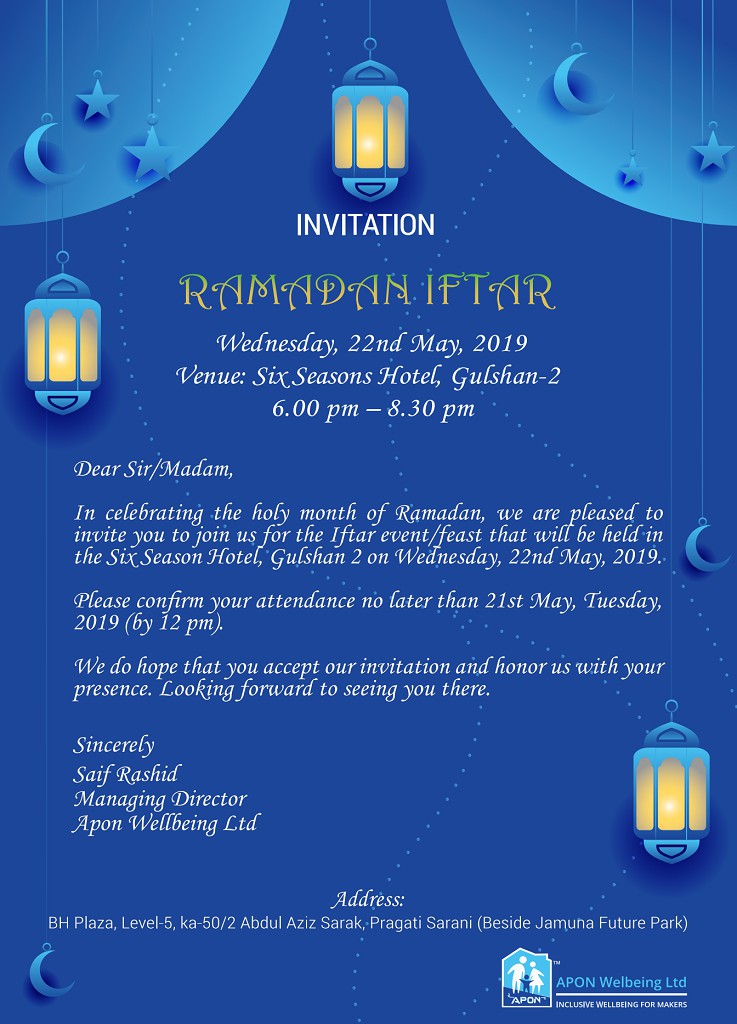 INVITATION
RAMADAN IFTAR
Wednesday, 22nd May, 2019
Venue: Six Seasons Hotel, Gulshan-2
6.00 pm – 8.30 pm
Dear Sir/Madam,
In celebrating the holy month of Ramadan, we are pleased to
invite you to join us for the Iftar event/feast that will be held in
the Six Season Hotel, Gulshan 2 on Wednesday, 22nd May, 2019.
Please confirm your attendance no later than 21st May, Tuesday,
2019 (by 12 pm).
We do hope that you accept our invitation and honor us with your
presence. Looking forward to seeing you there.
Sincerely
Saif Rashid
Managing Director
Apon Wellbeing Ltd
Address:
BH Plaza, Level-5, ka-50/2 Abdul Aziz Sarak, Pragati Sarani (Beside Jamuna Future Park)
APON
TM
APON Welbeing Ltd
INCLUSIVE WELLBEING FOR MAKERS